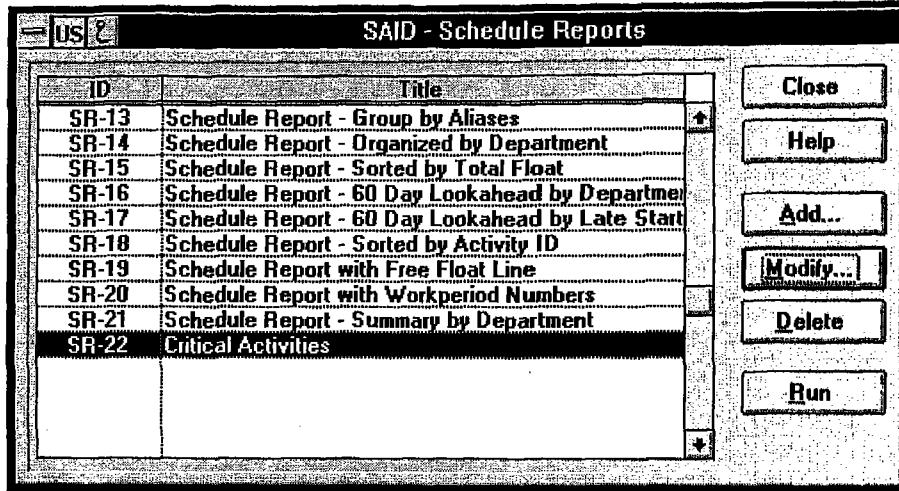 US SAID - Schedule Reports
ID Title
SR-13 Schedule Report - Group by Aliases
SR-14 Schedule Report - Organized by Department
SR-15 Schedule Report - Sorted by Total Float
SR-16 Schedule Report - 60 Day Lookahead by Departmen
SR-17 Schedule Report - 60 Day Lookahead by Late Start
SR-18 Schedule Report - Sorted by Activity ID
SR-19 Schedule Report with Free Float Line
SR-20 Schedule Report with Workperiod Numbers
SR-21 Schedule Report - Summary by Department
SR-22 Critical Activities
Close
Help
Add...
Modify...
Delete
Run